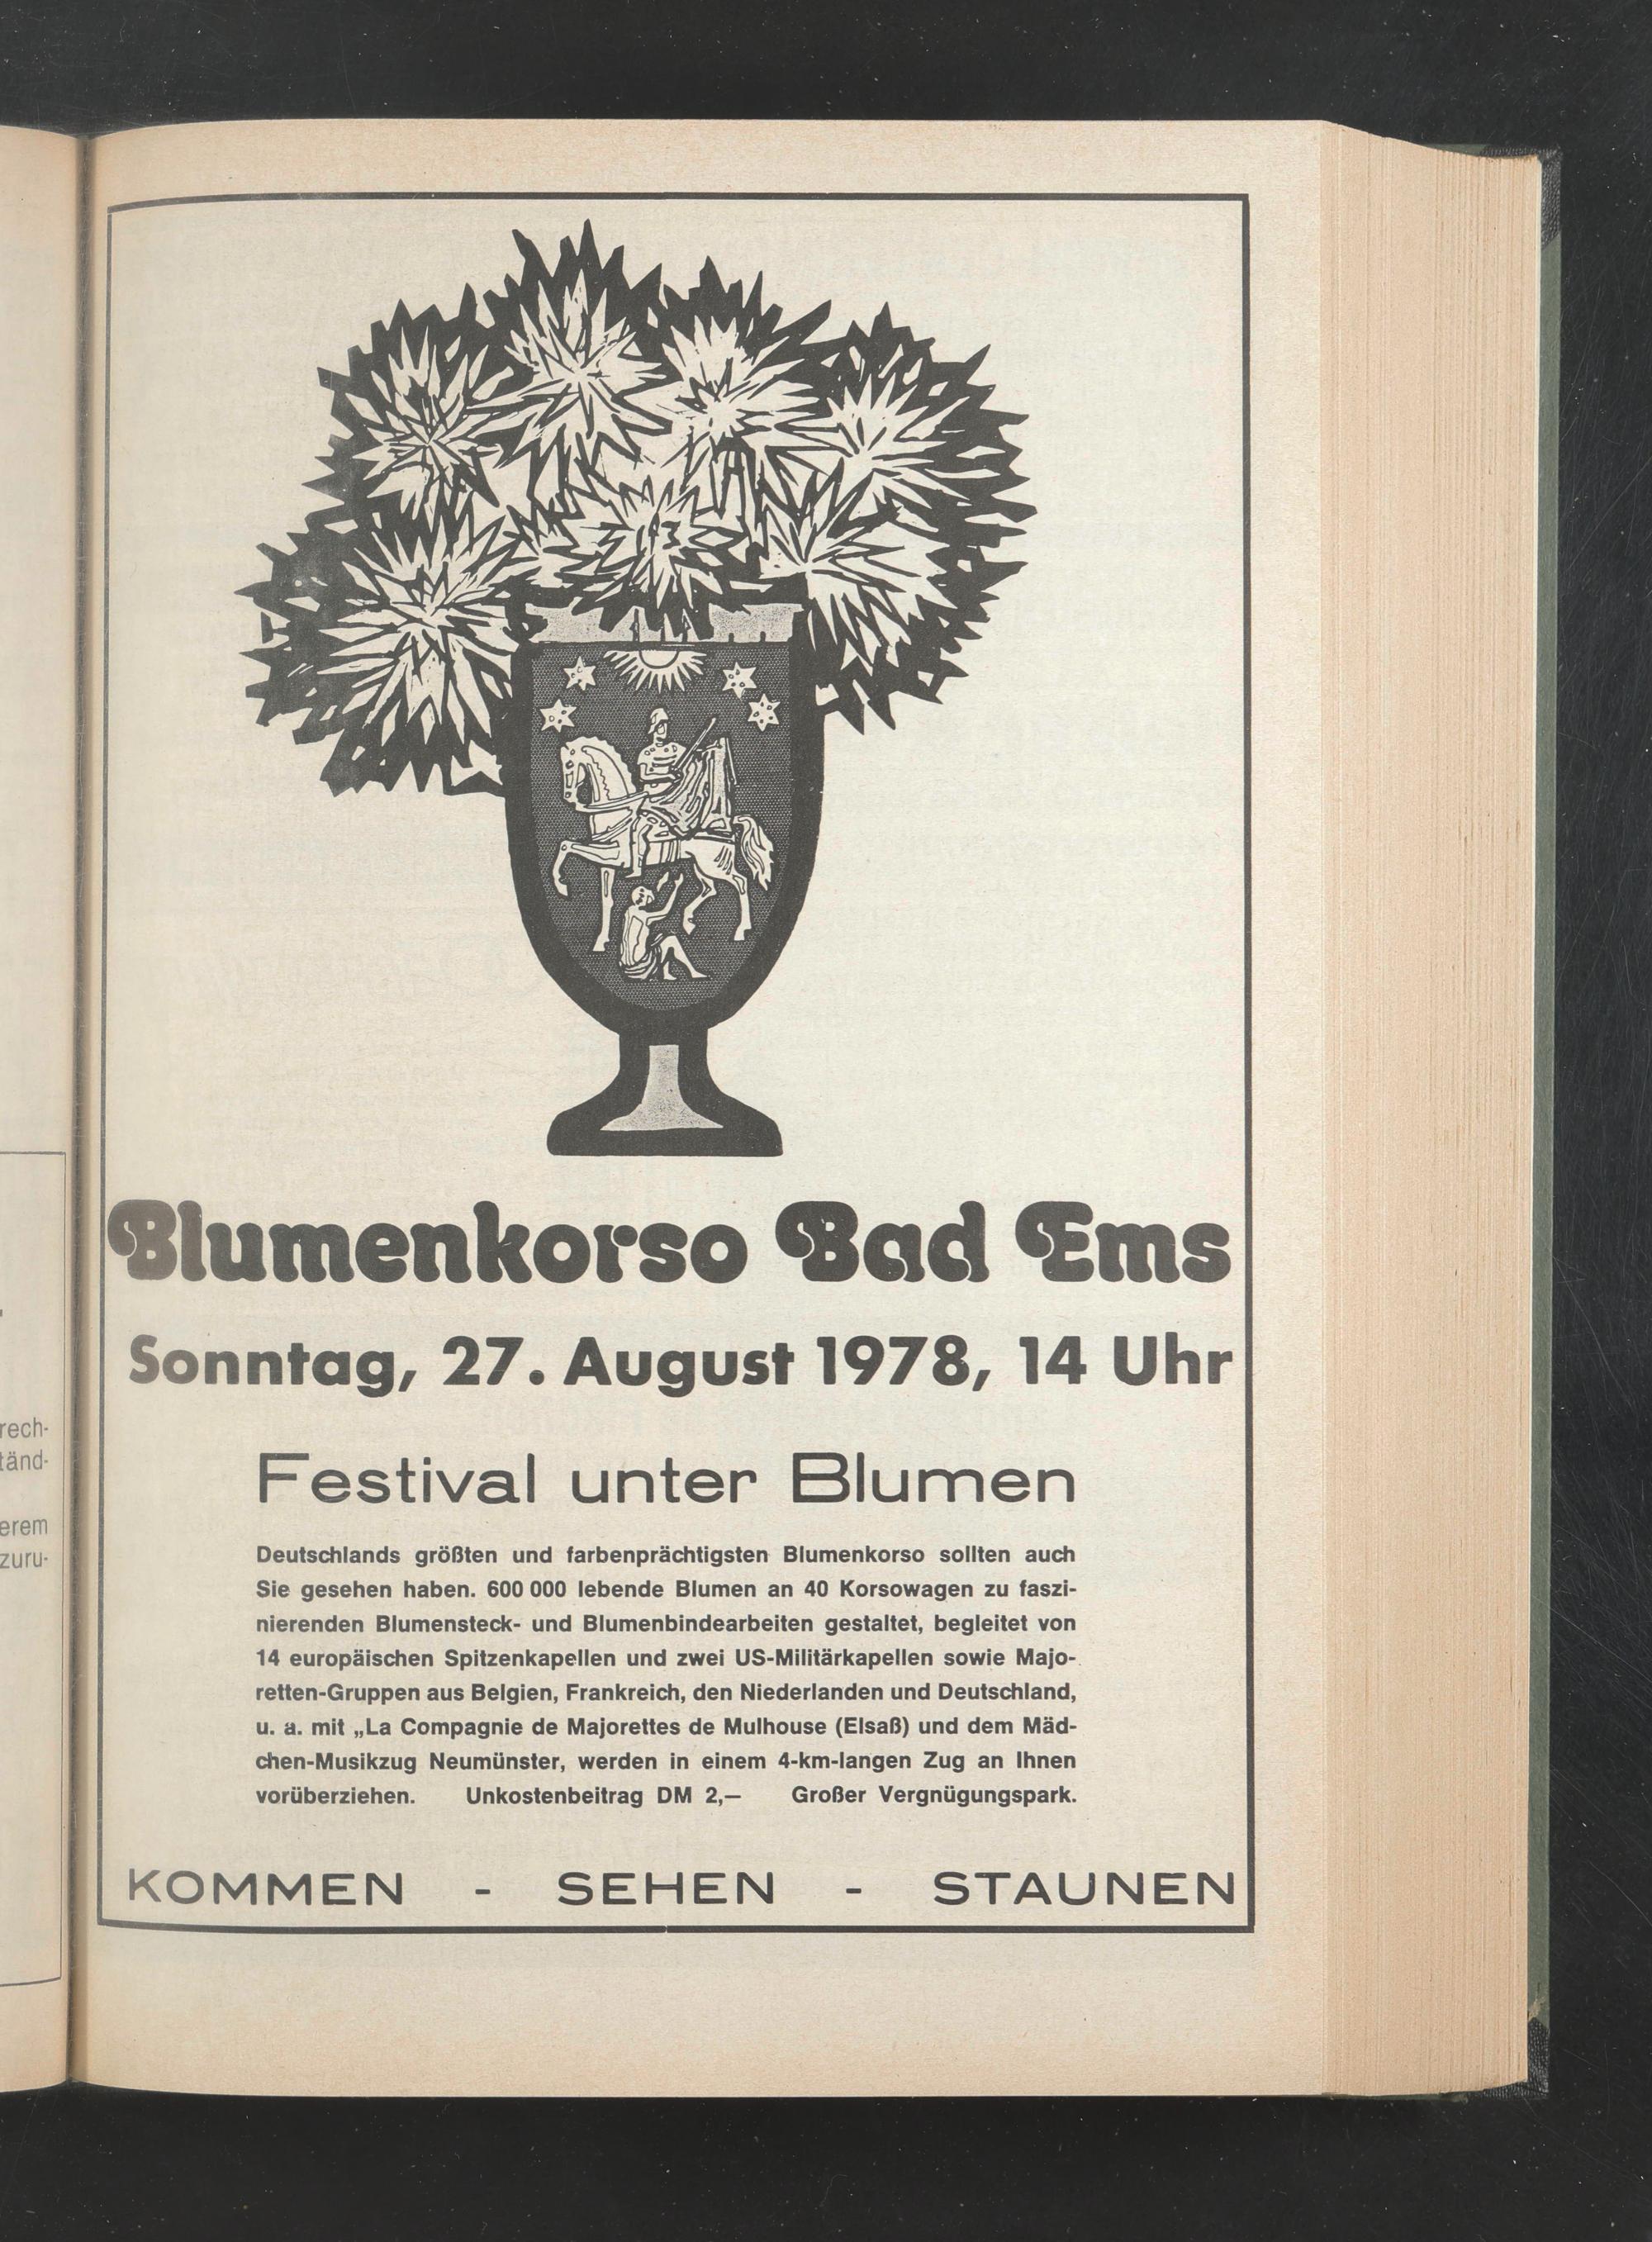 rech-
tänd-
erem
zuru-
Blumenkorso Bad Ems
Sonntag, 27. August 1978, 14 Uhr
Festival unter Blumen
Deutschlands größten und farbenprächtigsten Blumenkorso sollten auch
Sie gesehen haben. 600 000 lebende Blumen an 40 Korsowagen zu faszi-
nierenden Blumensteck- und Blumenbindearbeiten gestaltet, begleitet von
14 europäischen Spitzenkapellen und zwei US-Militärkapellen sowie Majo-
retten-Gruppen aus Belgien, Frankreich, den Niederlanden und Deutschland,
u. a. mit „La Compagnie de Majorettes de Mulhouse (Elsaß) und dem Mäd-
chen-Musikzug Neumünster, werden in einem 4-km-langen Zug an Ihnen
vorüberziehen. Unkostenbeitrag DM 2,— Großer Vergnügungspark.
KOMMEN - SEHEN - STAUNEN